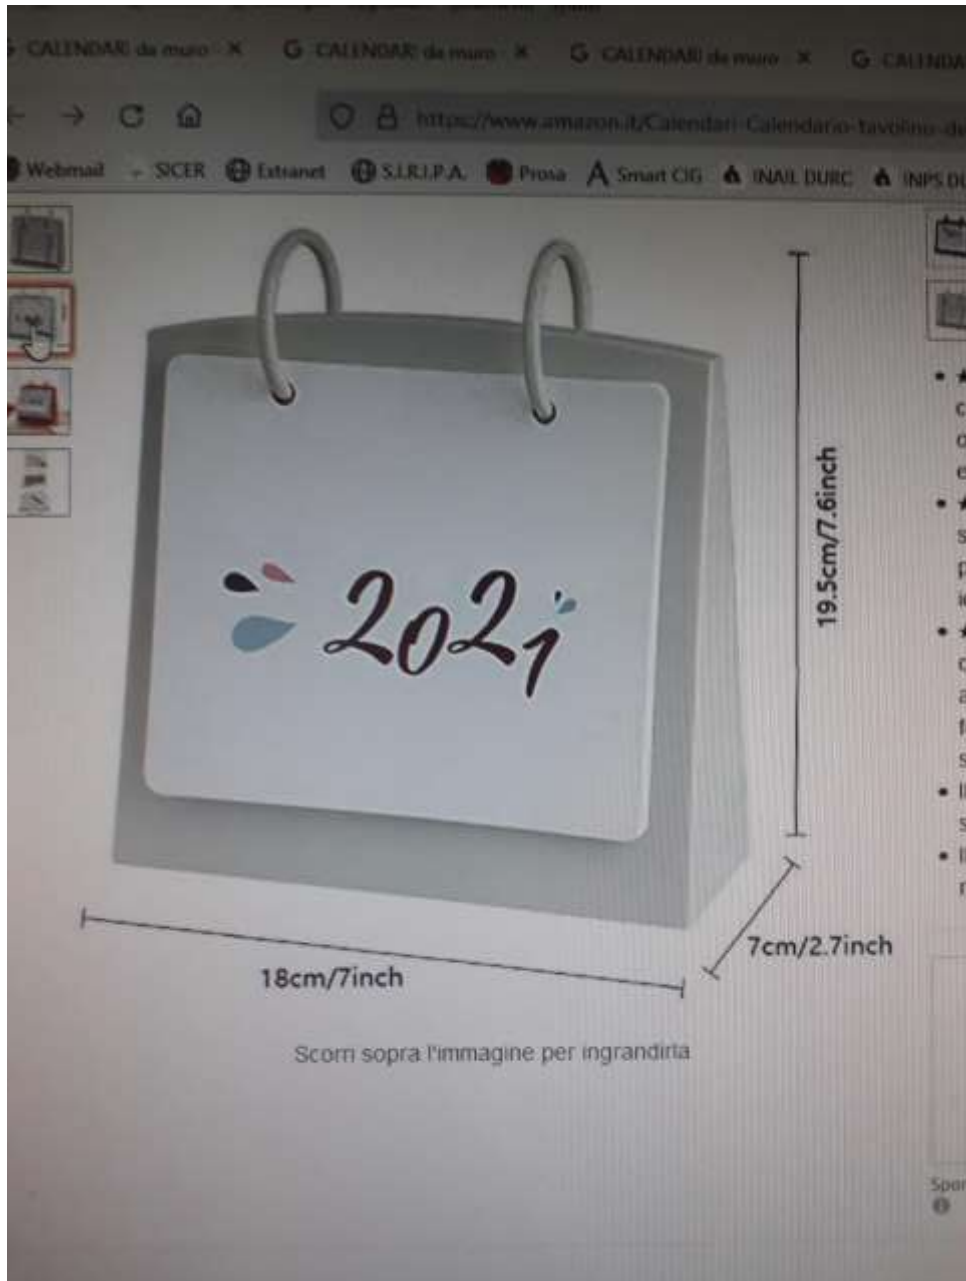 CALENDARI da muro
CALENDARI da muro
CALENDARI da muro
https://www.amazon.it/Calendari-Calendario-tavolino-
Webmail SICER Extranet S.I.R.I.P.A. Prosa Smart CIG INAIL DURC INPS
2021
19.5cm/7.6inch
7cm/2.7inch
18cm/7inch
Scorri sopra l'immagine per ingrandirla